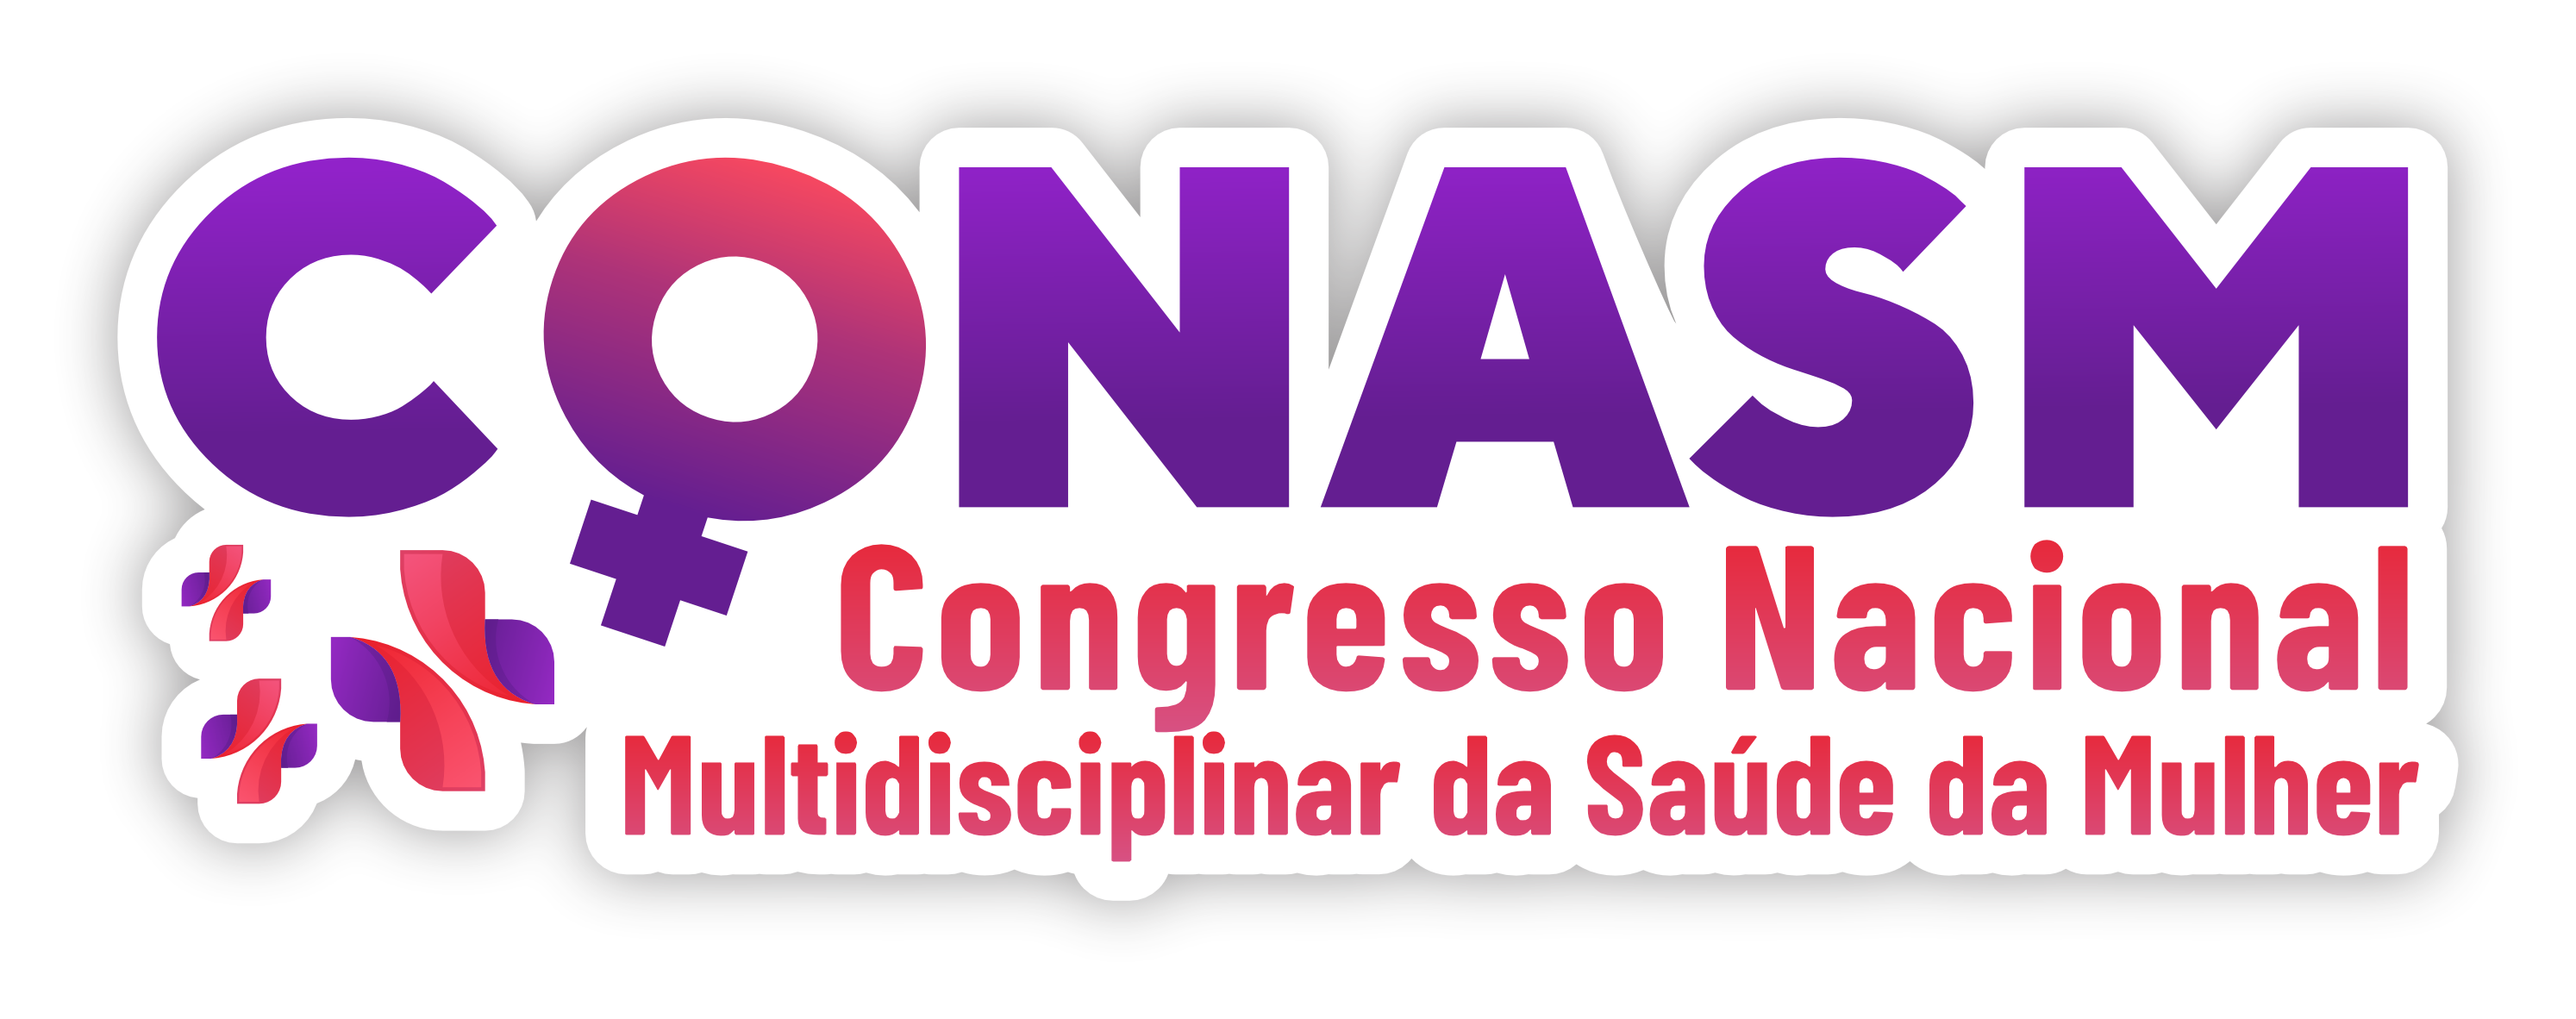 CONASM
Congresso Nacional
Multidisciplinar da Saúde da Mulher